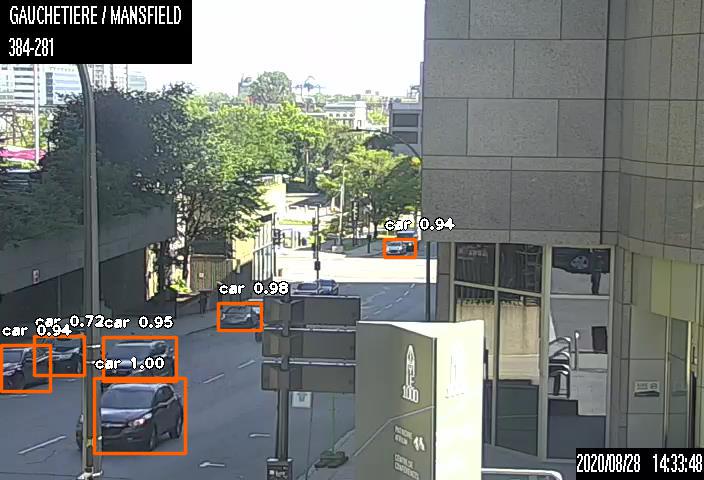 GAUCHETIERE / MANSFIELD
384-281
car 0.94
car 0.98
car 0.72
car 0.95
car 0.94
car 1.00
1000
2020/08/28 14:33:48